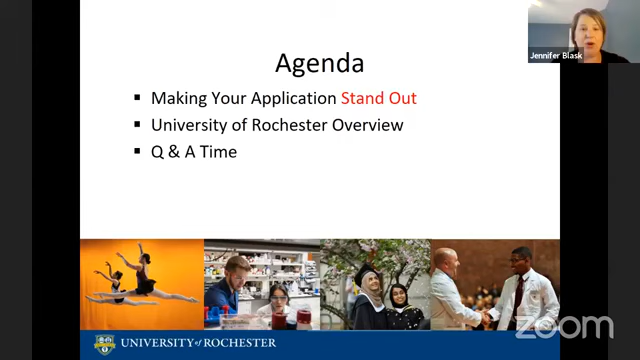 Jennifer Blask
Agenda
▪ Making Your Application Stand Out
▪ University of Rochester Overview
▪ Q & A Time
UNIVERSITY of ROCHESTER
zoom